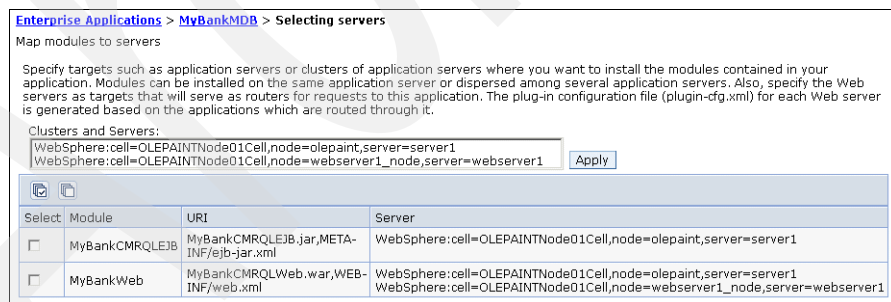 Enterprise Applications > MyBankMDB > Selecting servers
Map modules to servers
Specify targets such as application servers or clusters of application servers where you want to install the modules contained in your
application. Modules can be installed on the same application server or dispersed among several application servers. Also, specify the Web
servers as targets that will serve as routers for requests to this application. The plug-in configuration file (plugin-cfg.xml) for each Web server
is generated based on the applications which are routed through it.
Clusters and Servers:
WebSphere:cell=OLEPAINTNode01Cell,node=olepaint,server=server1
WebSphere:cell=OLEPAINTNode01Cell,node=webserver1_node,server=webserver1
Apply
Select Module URI Server
MyBankCMRQLEJB MyBankCMRQLEJB.jar,META-
INF/ejb-jar.xml WebSphere:cell=OLEPAINTNode01Cell,node=olepaint,server=server1
MyBankWeb MyBankCMRQLWeb.war,WEB-
INF/web.xml WebSphere:cell=OLEPAINTNode01Cell,node=olepaint,server=server1
WebSphere:cell=OLEPAINTNode01Cell,node=webserver1_node,server=webserver1